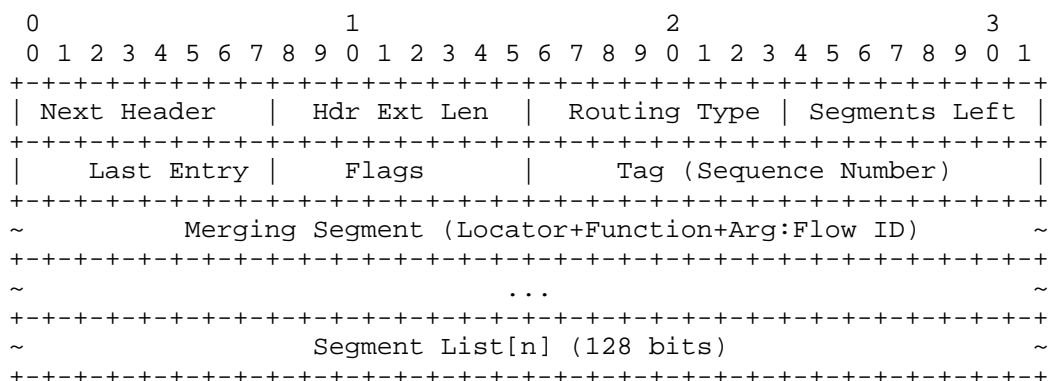 0 1 2 3
0 1 2 3 4 5 6 7 8 9 0 1 2 3 4 5 6 7 8 9 0 1 2 3 4 5 6 7 8 9 0 1
+-+-+-+-+-+-+-+-+-+-+-+-+-+-+-+-+-+-+-+-+-+-+-+-+-+-+-+-+-+-+-+-+
| Next Header | Hdr Ext Len | Routing Type | Segments Left |
+-+-+-+-+-+-+-+-+-+-+-+-+-+-+-+-+-+-+-+-+-+-+-+-+-+-+-+-+-+-+-+-+
| Last Entry | Flags | Tag (Sequence Number) |
+-+-+-+-+-+-+-+-+-+-+-+-+-+-+-+-+-+-+-+-+-+-+-+-+-+-+-+-+-+-+-+-+
~ Merging Segment (Locator+Function+Arg:Flow ID) ~
+-+-+-+-+-+-+-+-+-+-+-+-+-+-+-+-+-+-+-+-+-+-+-+-+-+-+-+-+-+-+-+-+
~ ... ~
+-+-+-+-+-+-+-+-+-+-+-+-+-+-+-+-+-+-+-+-+-+-+-+-+-+-+-+-+-+-+-+-+
~ Segment List[n] (128 bits) ~
+-+-+-+-+-+-+-+-+-+-+-+-+-+-+-+-+-+-+-+-+-+-+-+-+-+-+-+-+-+-+-+-+